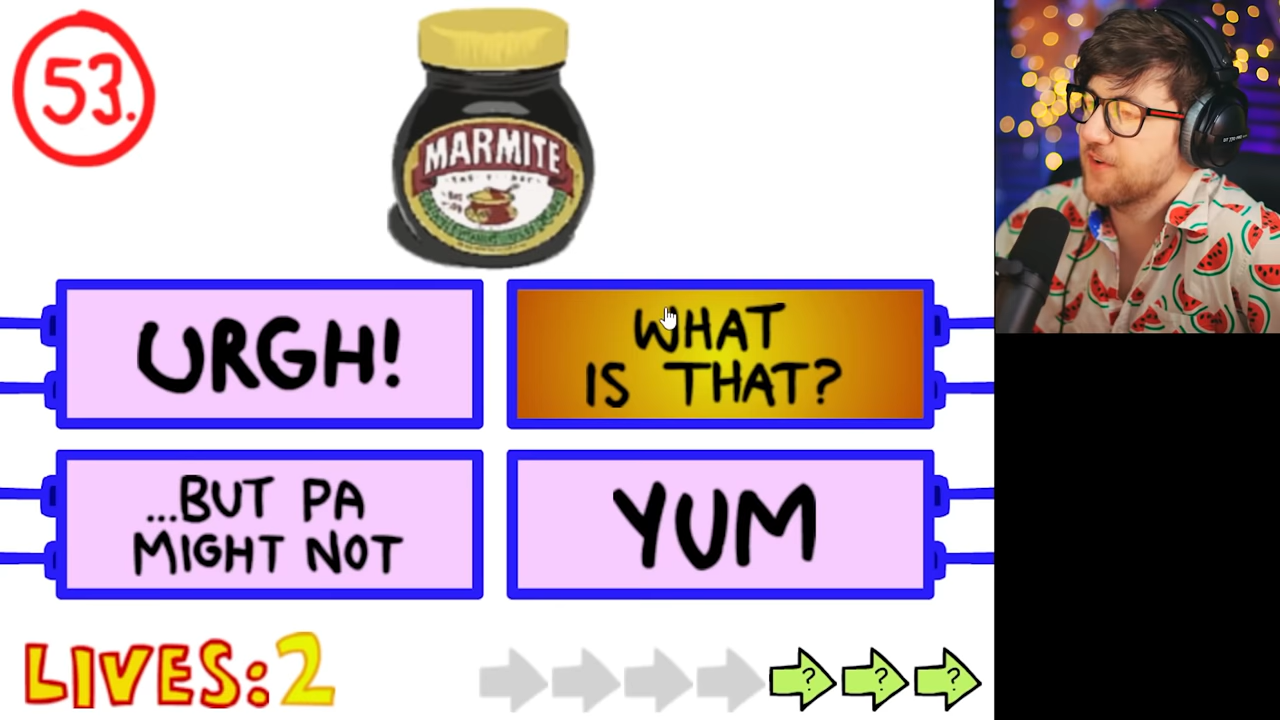 53.
MARMITE
URGH!
WHAT
IS THAT?
...BUT PA
MIGHT NOT
YUM
LIVES:2
? ? ?